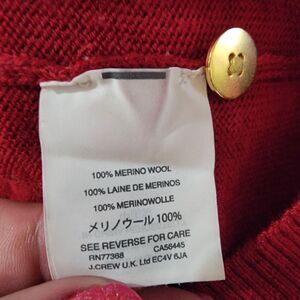 100% MERINO WOOL
100% LAINE DE MERINOS
100% MERINOWOLLE
メリノウール 100%
SEE REVERSE FOR CARE
RN77368 CA56445
J.CREW U.K. Ltd EC4V 6JA